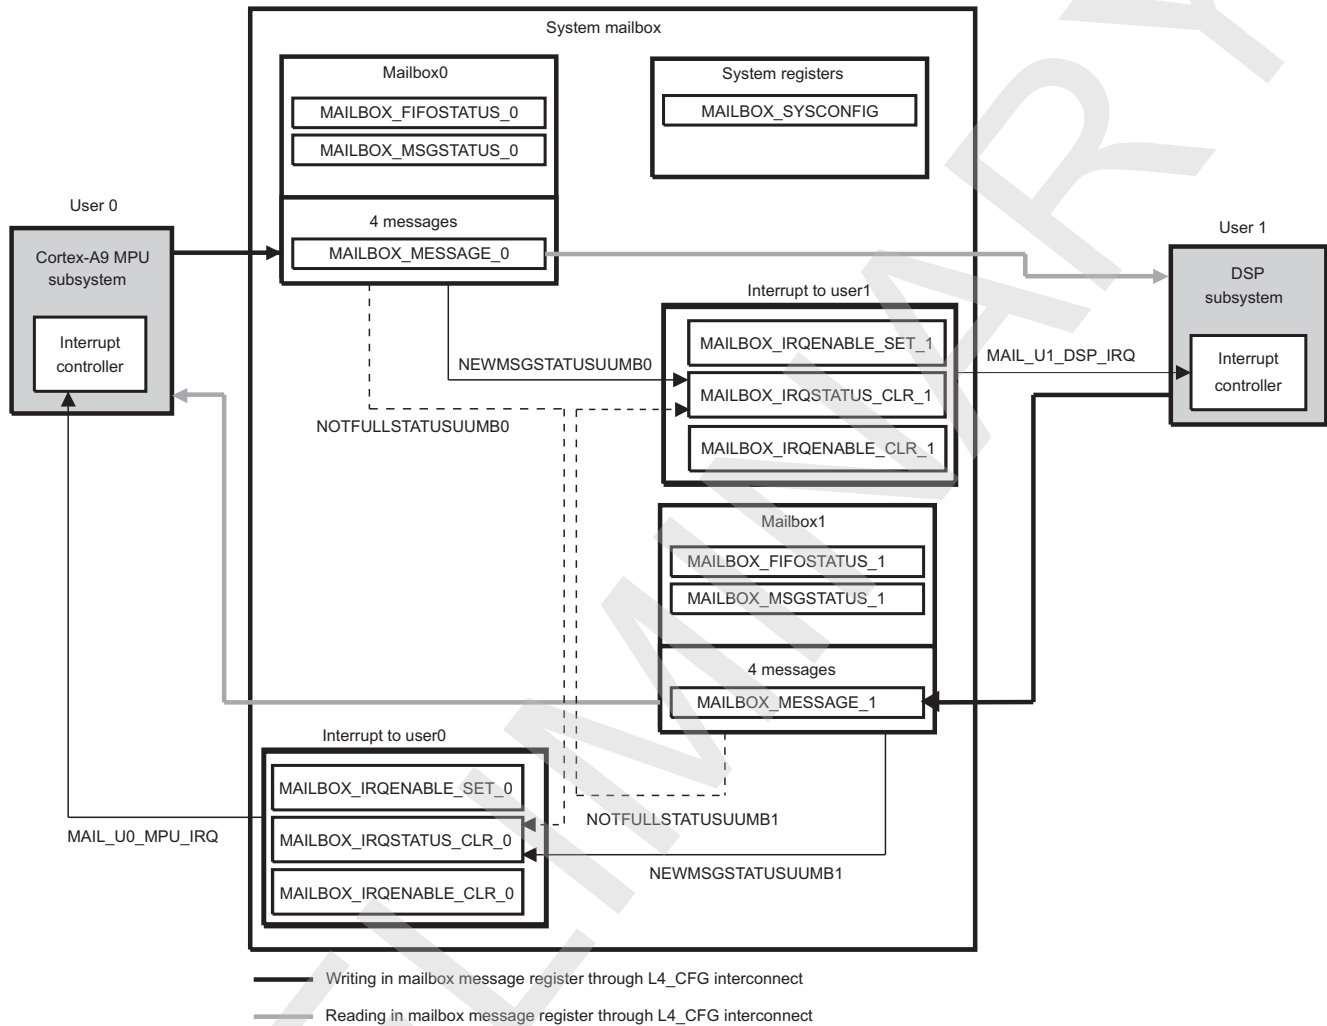 System mailbox
Mailbox0
MAILBOX_FIFOSTATUS_0
MAILBOX_MSGSTATUS_0
4 messages
MAILBOX_MESSAGE_0
System registers
MAILBOX_SYSCONFIG
User 0
Cortex-A9 MPU
subsystem
Interrupt
controller
User 1
DSP
subsystem
Interrupt
controller
Interrupt to user1
MAILBOX_IRQENABLE_SET_1
MAILBOX_IRQSTATUS_CLR_1
MAILBOX_IRQENABLE_CLR_1
NEWMSGSTATUSUUMB0
NOTFULLSTATUSUUMB0
MAIL_U1_DSP_IRQ
Mailbox1
MAILBOX_FIFOSTATUS_1
MAILBOX_MSGSTATUS_1
4 messages
MAILBOX_MESSAGE_1
Interrupt to user0
MAILBOX_IRQENABLE_SET_0
MAILBOX_IRQSTATUS_CLR_0
MAILBOX_IRQENABLE_CLR_0
MAIL_U0_MPU_IRQ
NOTFULLSTATUSUUMB1
NEWMSGSTATUSUUMB1
Writing in mailbox message register through L4_CFG interconnect
Reading in mailbox message register through L4_CFG interconnect